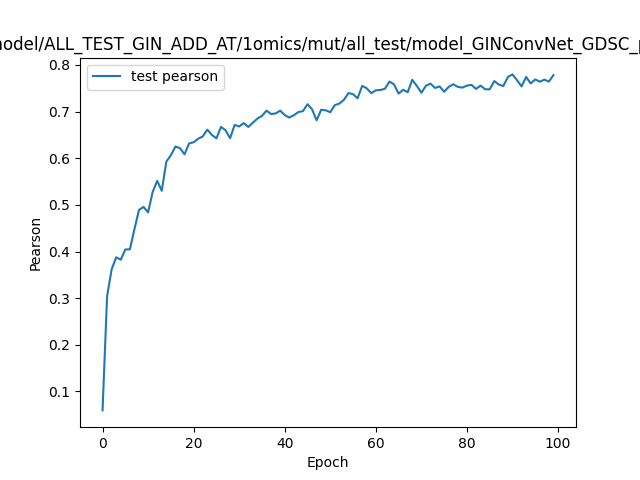 odel/ALL_TEST_GIN_ADD_AT/1omics/mut/all_test/model_GINConvNet_GDSC_
test pearson
Pearson
0.8
0.7
0.6
0.5
0.4
0.3
0.2
0.1
0 20 40 60 80 100
Epoch